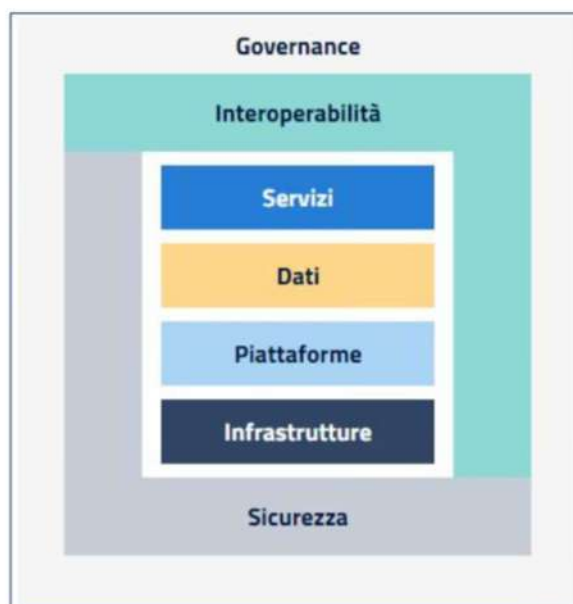 Governance
Interoperabilità
Servizi
Dati
Piattaforme
Infrastrutture
Sicurezza